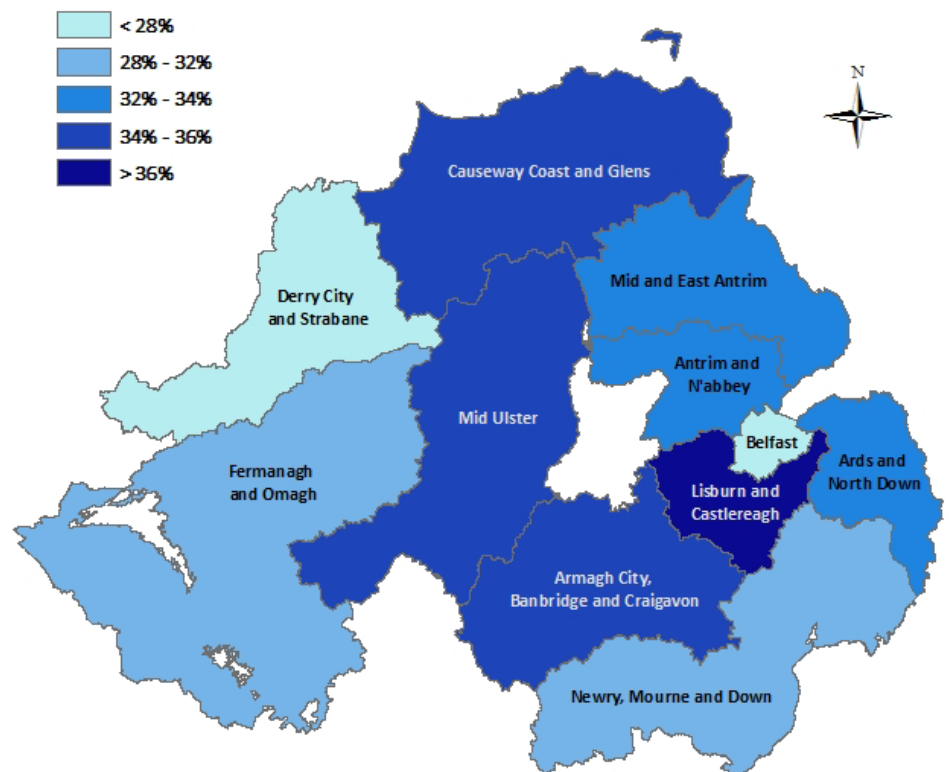 < 28%
28% - 32%
32% - 34%
34% - 36%
> 36%
N
Causeway Coast and Glens
Mid and East Antrim
Derry City
and Strabane
Antrim and
N'abbey
Mid Ulster
Belfast
Ards and
North Down
Fermanagh
and Omagh
Lisburn and
Castlereagh
Armagh City,
Banbridge and Craigavon
Newry, Mourne and Down